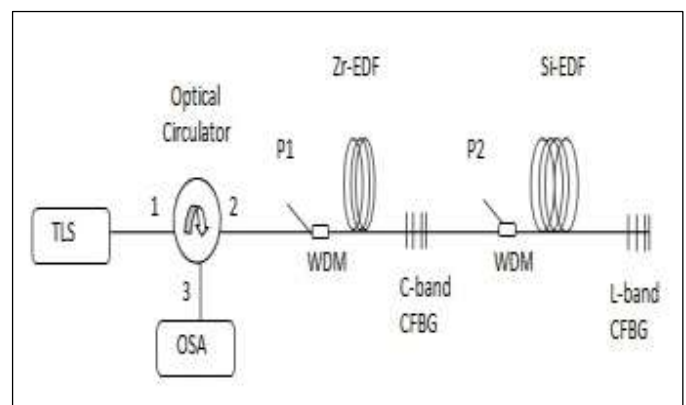 Zr-EDF
Si-EDF
Optical
Circulator
P1
P2
1
2
TLS
WDM
WDM
3
C-band
CFBG
L-band
CFBG
OSA